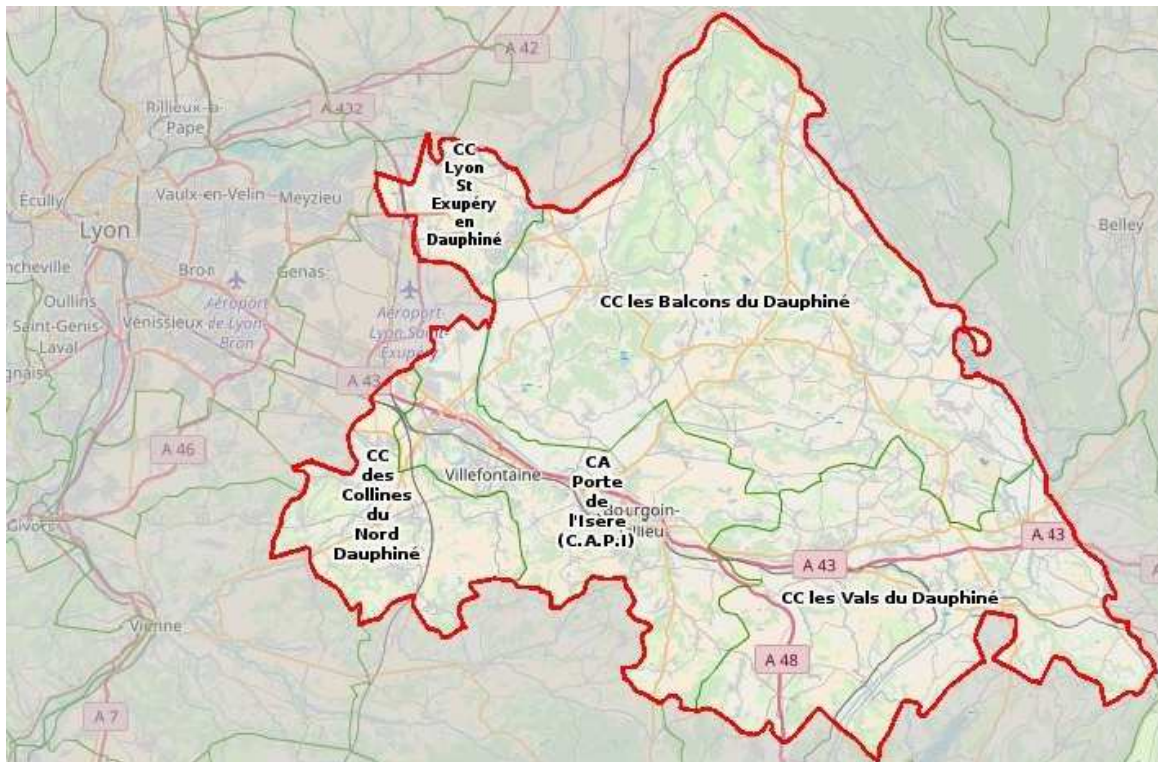 A 42
A 432
Rillieux-la-
Pape
CC
Lyon
St
Exupéry
en
Dauphiné
Écully
Vaulx-en-Velin
Meyzieu
Lyon
Belley
Bron
Genas
Oullins
Aéroport
de Lyon
Bron
Aéroport
Lyon Saint-
Vénissieux
Saint-Genis-
Laval
CC les Balcons du Dauphiné
A 43
A 46
CC
des
Collines
du
Nord
Dauphiné
Villefontaine
CA
Porte
de
l'Isère
(C.A.P.I)
Bourgoin-
Givors
A 43
A 43
CC les Vals du Dauphiné
Vienne
A 48
A 7